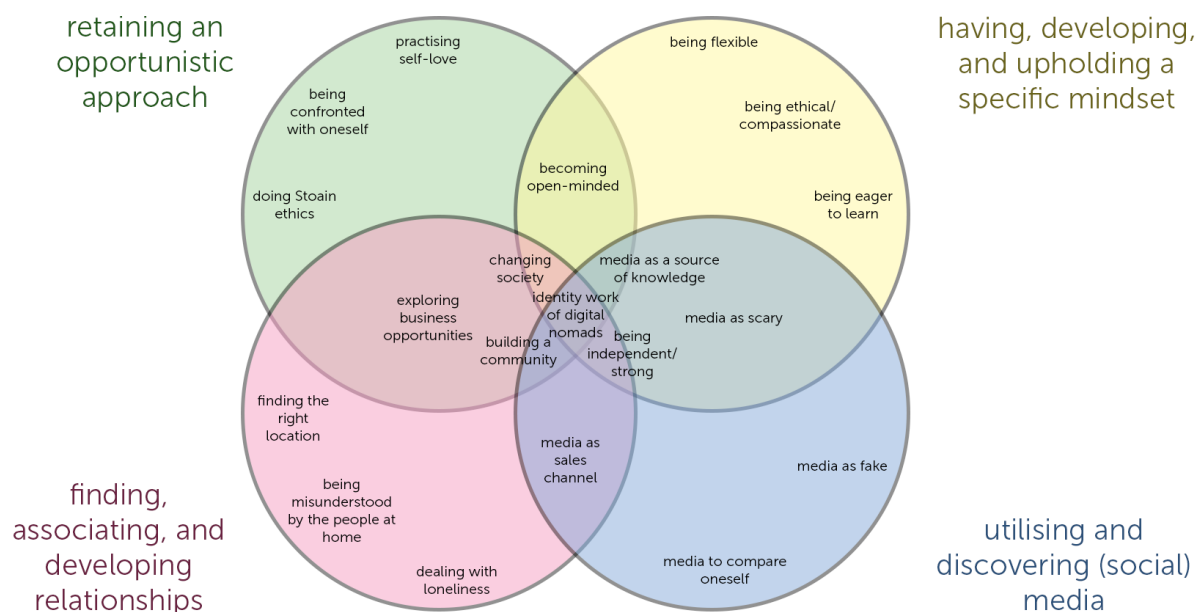 retaining an
opportunistic
approach
having, developing,
and upholding a
specific mindset
practising
self-love
being
confronted
with oneself
doing Stoain
ethics
being flexible
being ethical/
compassionate
becoming
open-minded
being eager
to learn
changing
society
media as a source
of knowledge
exploring
business
opportunities
identity work
of digital
nomads
media as scary
building a
community
being
independent/
strong
finding the
right
location
media as
sales
channel
media as fake
being
misunderstood
by the people at
home
dealing with
loneliness
media to compare
oneself
finding,
associating, and
developing
relationships
utilising and
discovering (social)
media